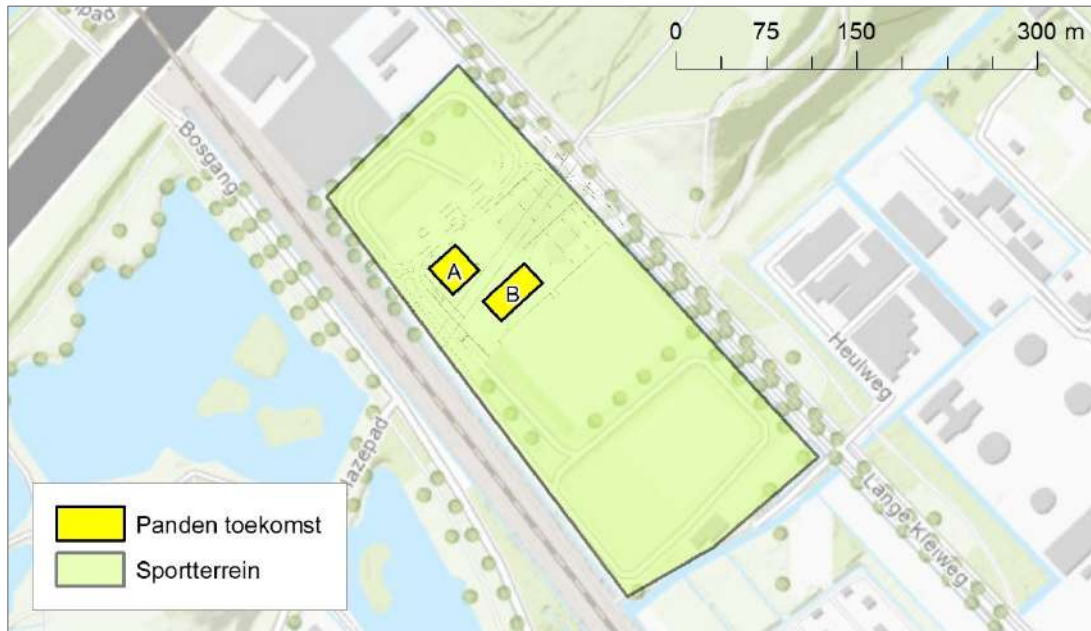 0 75 150 300 m
Bosgang
A
B
Heulweg
Lange Kleiweg
Panden toekomst
Sportterrein